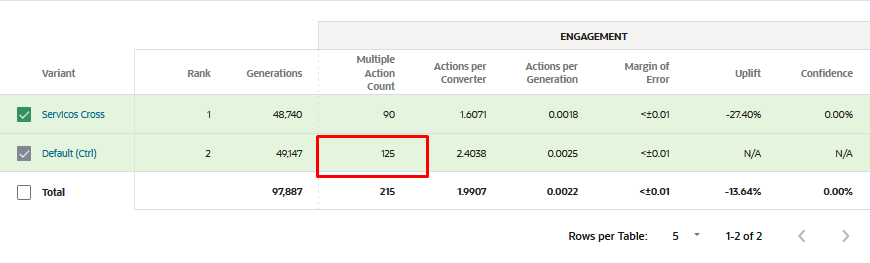 ENGAGEMENT
Variant Rank Generations Multiple Action Count Actions per Converter Actions per Generation Margin of Error Uplift Confidence
Servicos Cross 1 48,740 90 1.6071 0.0018 <±0.01 -27.40% 0.00%
Default (Ctrl) 2 49,147 125 2.4038 0.0025 <±0.01 N/A N/A
Total 97,887 215 1.9907 0.0022 <±0.01 -13.64% 0.00%
Rows per Table: 5 1-2 of 2